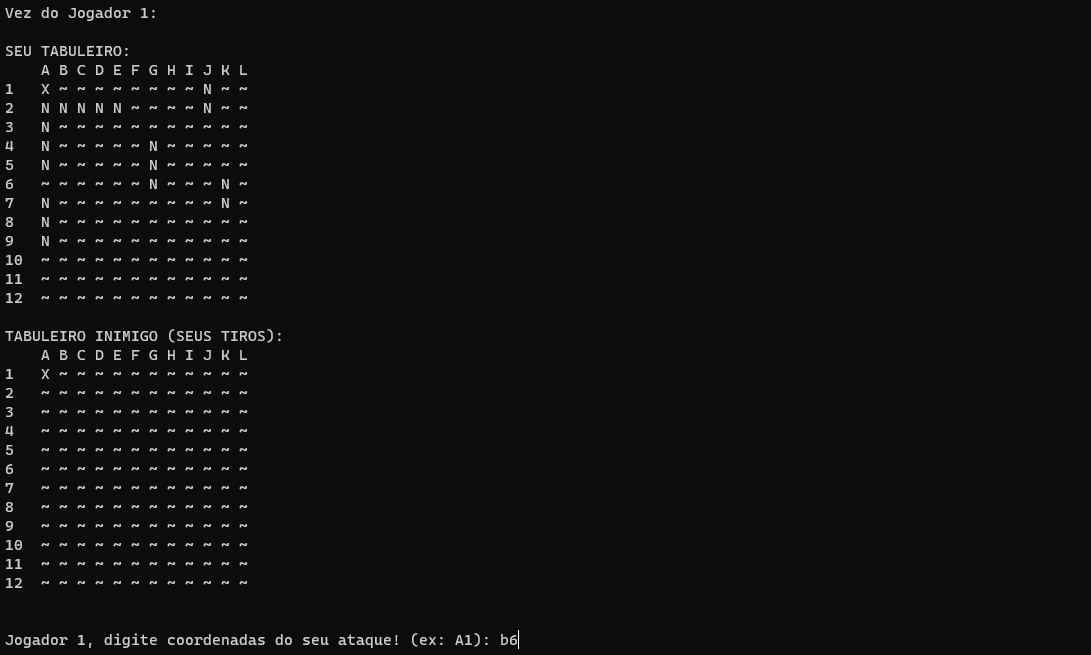 Vez do Jogador 1:
SEU TABULEIRO:
    A B C D E F G H I J K L
1   X ~ ~ ~ ~ ~ ~ ~ ~ N ~ ~
2   N N N N N ~ ~ ~ ~ N ~ ~
3   N ~ ~ ~ ~ ~ ~ ~ ~ ~ ~ ~
4   N ~ ~ ~ ~ ~ N ~ ~ ~ ~ ~
5   N ~ ~ ~ ~ ~ N ~ ~ ~ ~ ~
6   ~ ~ ~ ~ ~ ~ N ~ ~ ~ N ~
7   N ~ ~ ~ ~ ~ ~ ~ ~ ~ N ~
8   N ~ ~ ~ ~ ~ ~ ~ ~ ~ ~ ~
9   N ~ ~ ~ ~ ~ ~ ~ ~ ~ ~ ~
10  ~ ~ ~ ~ ~ ~ ~ ~ ~ ~ ~ ~
11  ~ ~ ~ ~ ~ ~ ~ ~ ~ ~ ~ ~
12  ~ ~ ~ ~ ~ ~ ~ ~ ~ ~ ~ ~
TABULEIRO INIMIGO (SEUS TIROS):
    A B C D E F G H I J K L
1   X ~ ~ ~ ~ ~ ~ ~ ~ ~ ~ ~
2   ~ ~ ~ ~ ~ ~ ~ ~ ~ ~ ~ ~
3   ~ ~ ~ ~ ~ ~ ~ ~ ~ ~ ~ ~
4   ~ ~ ~ ~ ~ ~ ~ ~ ~ ~ ~ ~
5   ~ ~ ~ ~ ~ ~ ~ ~ ~ ~ ~ ~
6   ~ ~ ~ ~ ~ ~ ~ ~ ~ ~ ~ ~
7   ~ ~ ~ ~ ~ ~ ~ ~ ~ ~ ~ ~
8   ~ ~ ~ ~ ~ ~ ~ ~ ~ ~ ~ ~
9   ~ ~ ~ ~ ~ ~ ~ ~ ~ ~ ~ ~
10  ~ ~ ~ ~ ~ ~ ~ ~ ~ ~ ~ ~
11  ~ ~ ~ ~ ~ ~ ~ ~ ~ ~ ~ ~
12  ~ ~ ~ ~ ~ ~ ~ ~ ~ ~ ~ ~
Jogador 1, digite coordenadas do seu ataque! (ex: A1): b6